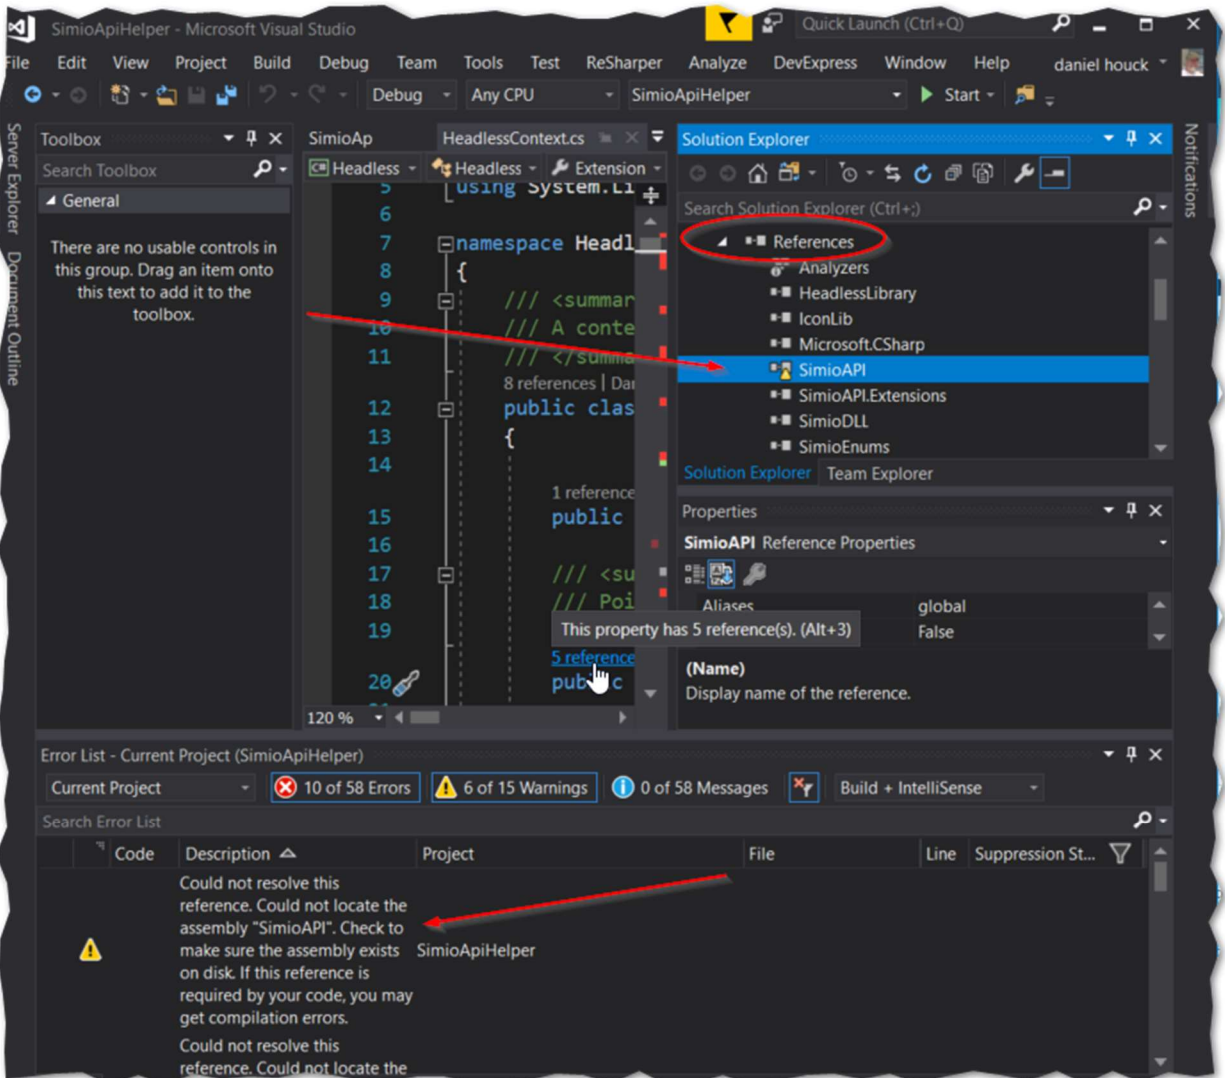 SimioApiHelper - Microsoft Visual Studio
Quick Launch (Ctrl+Q)
File Edit View Project Build Debug Team Tools Test ReSharper Analyze DevExpress Window Help daniel houck
Debug Any CPU SimioApiHelper Start
Server Explorer
Document Outline
Toolbox
Search Toolbox
General
There are no usable controls in
this group. Drag an item onto
this text to add it to the
toolbox.
SimioAp HeadlessContext.cs
Headless Headless Extension
5 using System.Li
6
7 namespace Headl
8 {
9 /// <summar
10 /// A conte
11 /// </summa
8 references | Dan
12 public clas
13 {
14
1 reference
15 public
16
17 /// <su
18 /// Poi
19
This property has 5 reference(s). (Alt+3)
5 reference
20 public
120 %
Solution Explorer
Search Solution Explorer (Ctrl+;)
References
Analyzers
HeadlessLibrary
IconLib
Microsoft.CSharp
SimioAPI
SimioAPI.Extensions
SimioDLL
SimioEnums
Solution Explorer Team Explorer
Properties
SimioAPI Reference Properties
Aliases global
False
(Name)
Display name of the reference.
Notifications
Error List - Current Project (SimioApiHelper)
Current Project 10 of 58 Errors 6 of 15 Warnings 0 of 58 Messages Build + IntelliSense
Search Error List
Code Description Project File Line Suppression St...
Could not resolve this
reference. Could not locate the
assembly "SimioAPI". Check to
make sure the assembly exists SimioApiHelper
on disk. If this reference is
required by your code, you may
get compilation errors.
Could not resolve this
reference. Could not locate the